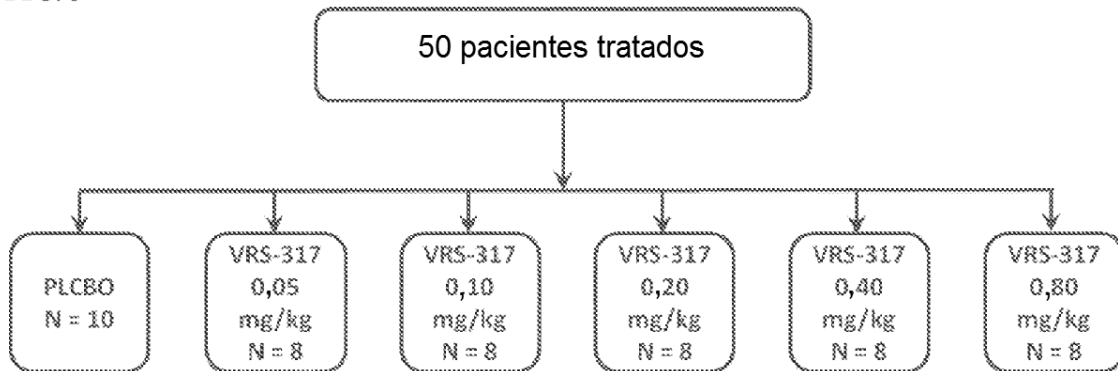 50 pacientes tratados
PLCBO
N = 10
VRS-317
0,05
mg/kg
N = 8
VRS-317
0,10
mg/kg
N = 8
VRS-317
0,20
mg/kg
N = 8
VRS-317
0,40
mg/kg
N = 8
VRS-317
0,80
mg/kg
N = 8